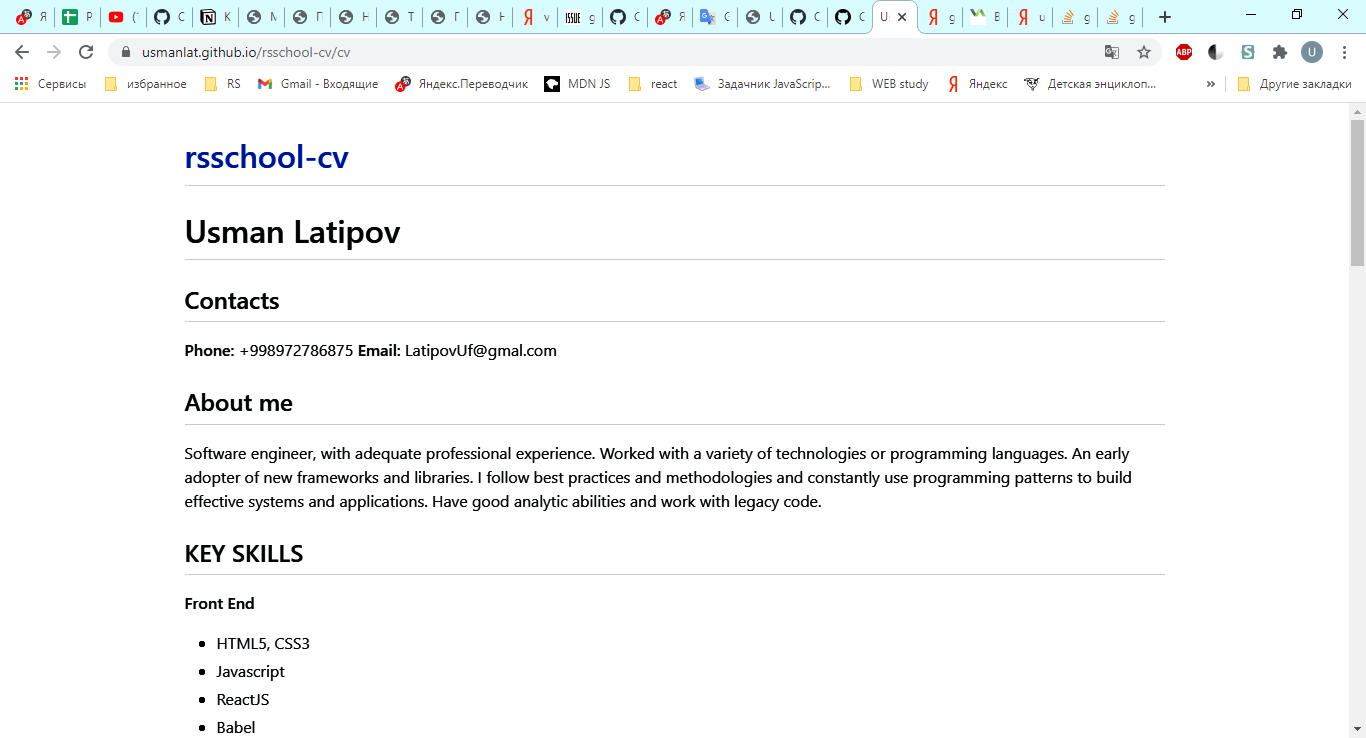 usmanlat.github.io/rsschool-cv/cv
Сервисы избранное RS Gmail - Входящие Яндекс.Переводчик MDN JS react Задачник JavaScrip... WEB study Яндекс Детская энциклоп... » Другие закладки
rsschool-cv
Usman Latipov
Contacts
Phone: +998972786875 Email: LatipovUf@gmal.com
About me
Software engineer, with adequate professional experience. Worked with a variety of technologies or programming languages. An early
adopter of new frameworks and libraries. I follow best practices and methodologies and constantly use programming patterns to build
effective systems and applications. Have good analytic abilities and work with legacy code.
KEY SKILLS
Front End
HTML5, CSS3
Javascript
ReactJS
Babel